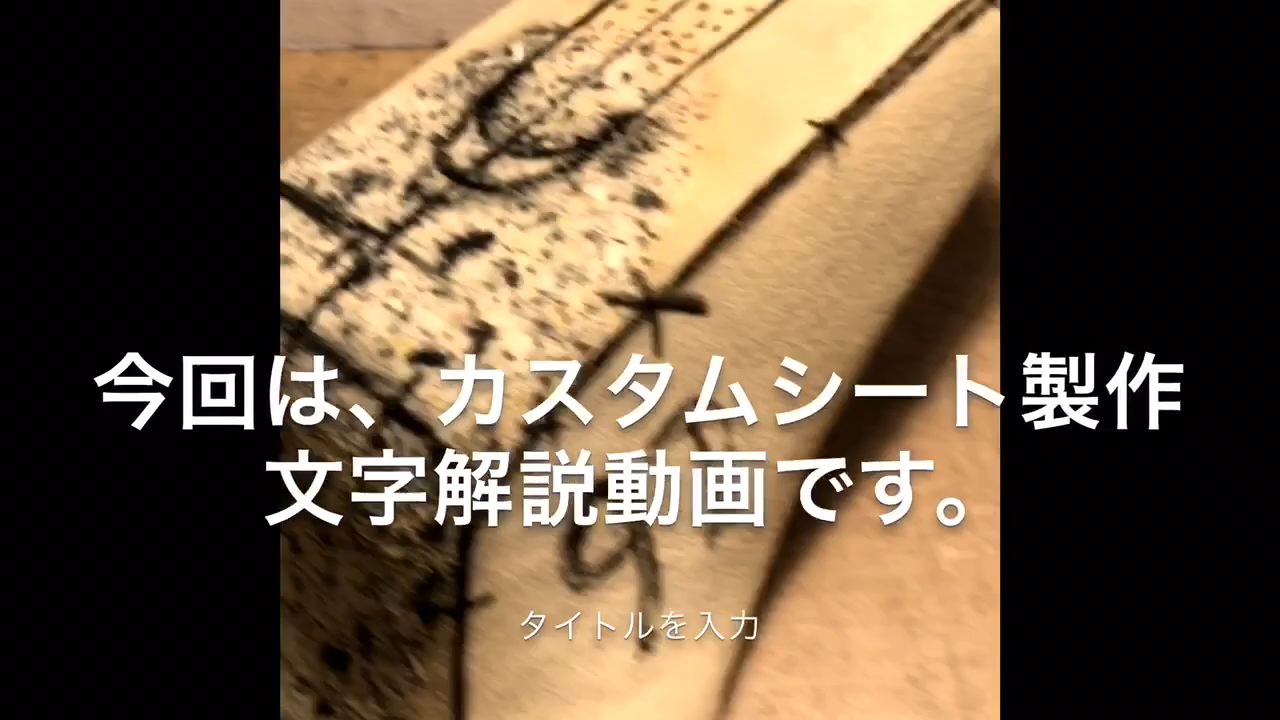 今回は、カスタムシート製作
文字解説動画です。
タイトルを入力